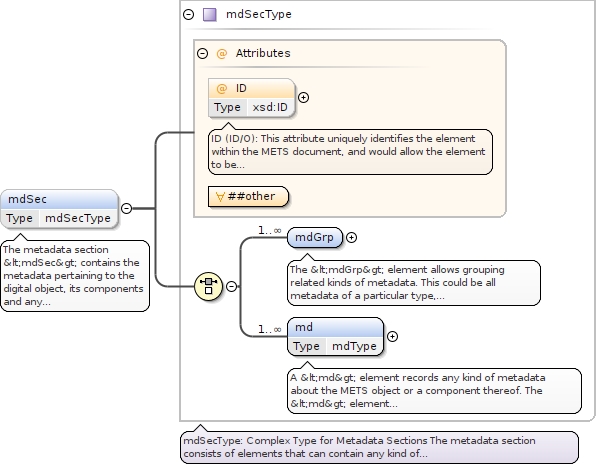 mdSecType
@ Attributes
@ ID
Type xsd:ID
ID (ID/O): This attribute uniquely identifies the element
within the METS document, and would allow the element
to be...
∀ ##other
mdSec
Type mdSecType
The metadata section
&lt;mdSec&gt; contains the
metadata pertaining to the
digital object, its components
and any...
1..∞
mdGrp
The &lt;mdGrp&gt; element allows grouping
related kinds of metadata. This could be all
metadata of a particular type,...
1..∞
md
Type mdType
A &lt;md&gt; element records any kind of metadata
about the METS object or a component thereof. The
&lt;md&gt; element...
mdSecType: Complex Type for Metadata Sections The metadata section
consists of elements that can contain any kind of...